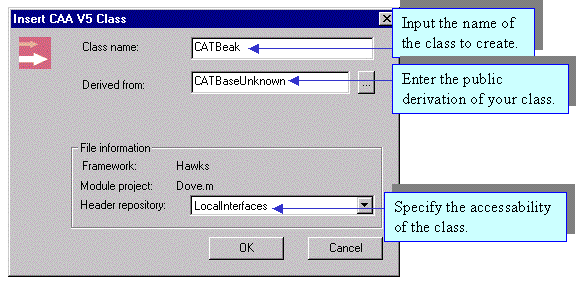 Insert CAA V5 Class
Class name: CATBeak
Input the name of
the class to create.
Derived from: CATBaseUnknown ...
Enter the public
derivation of your class.
File information
Framework: Hawks
Module project: Dove.m
Header repository: LocalInterfaces
Specify the accessability
of the class.
OK Cancel